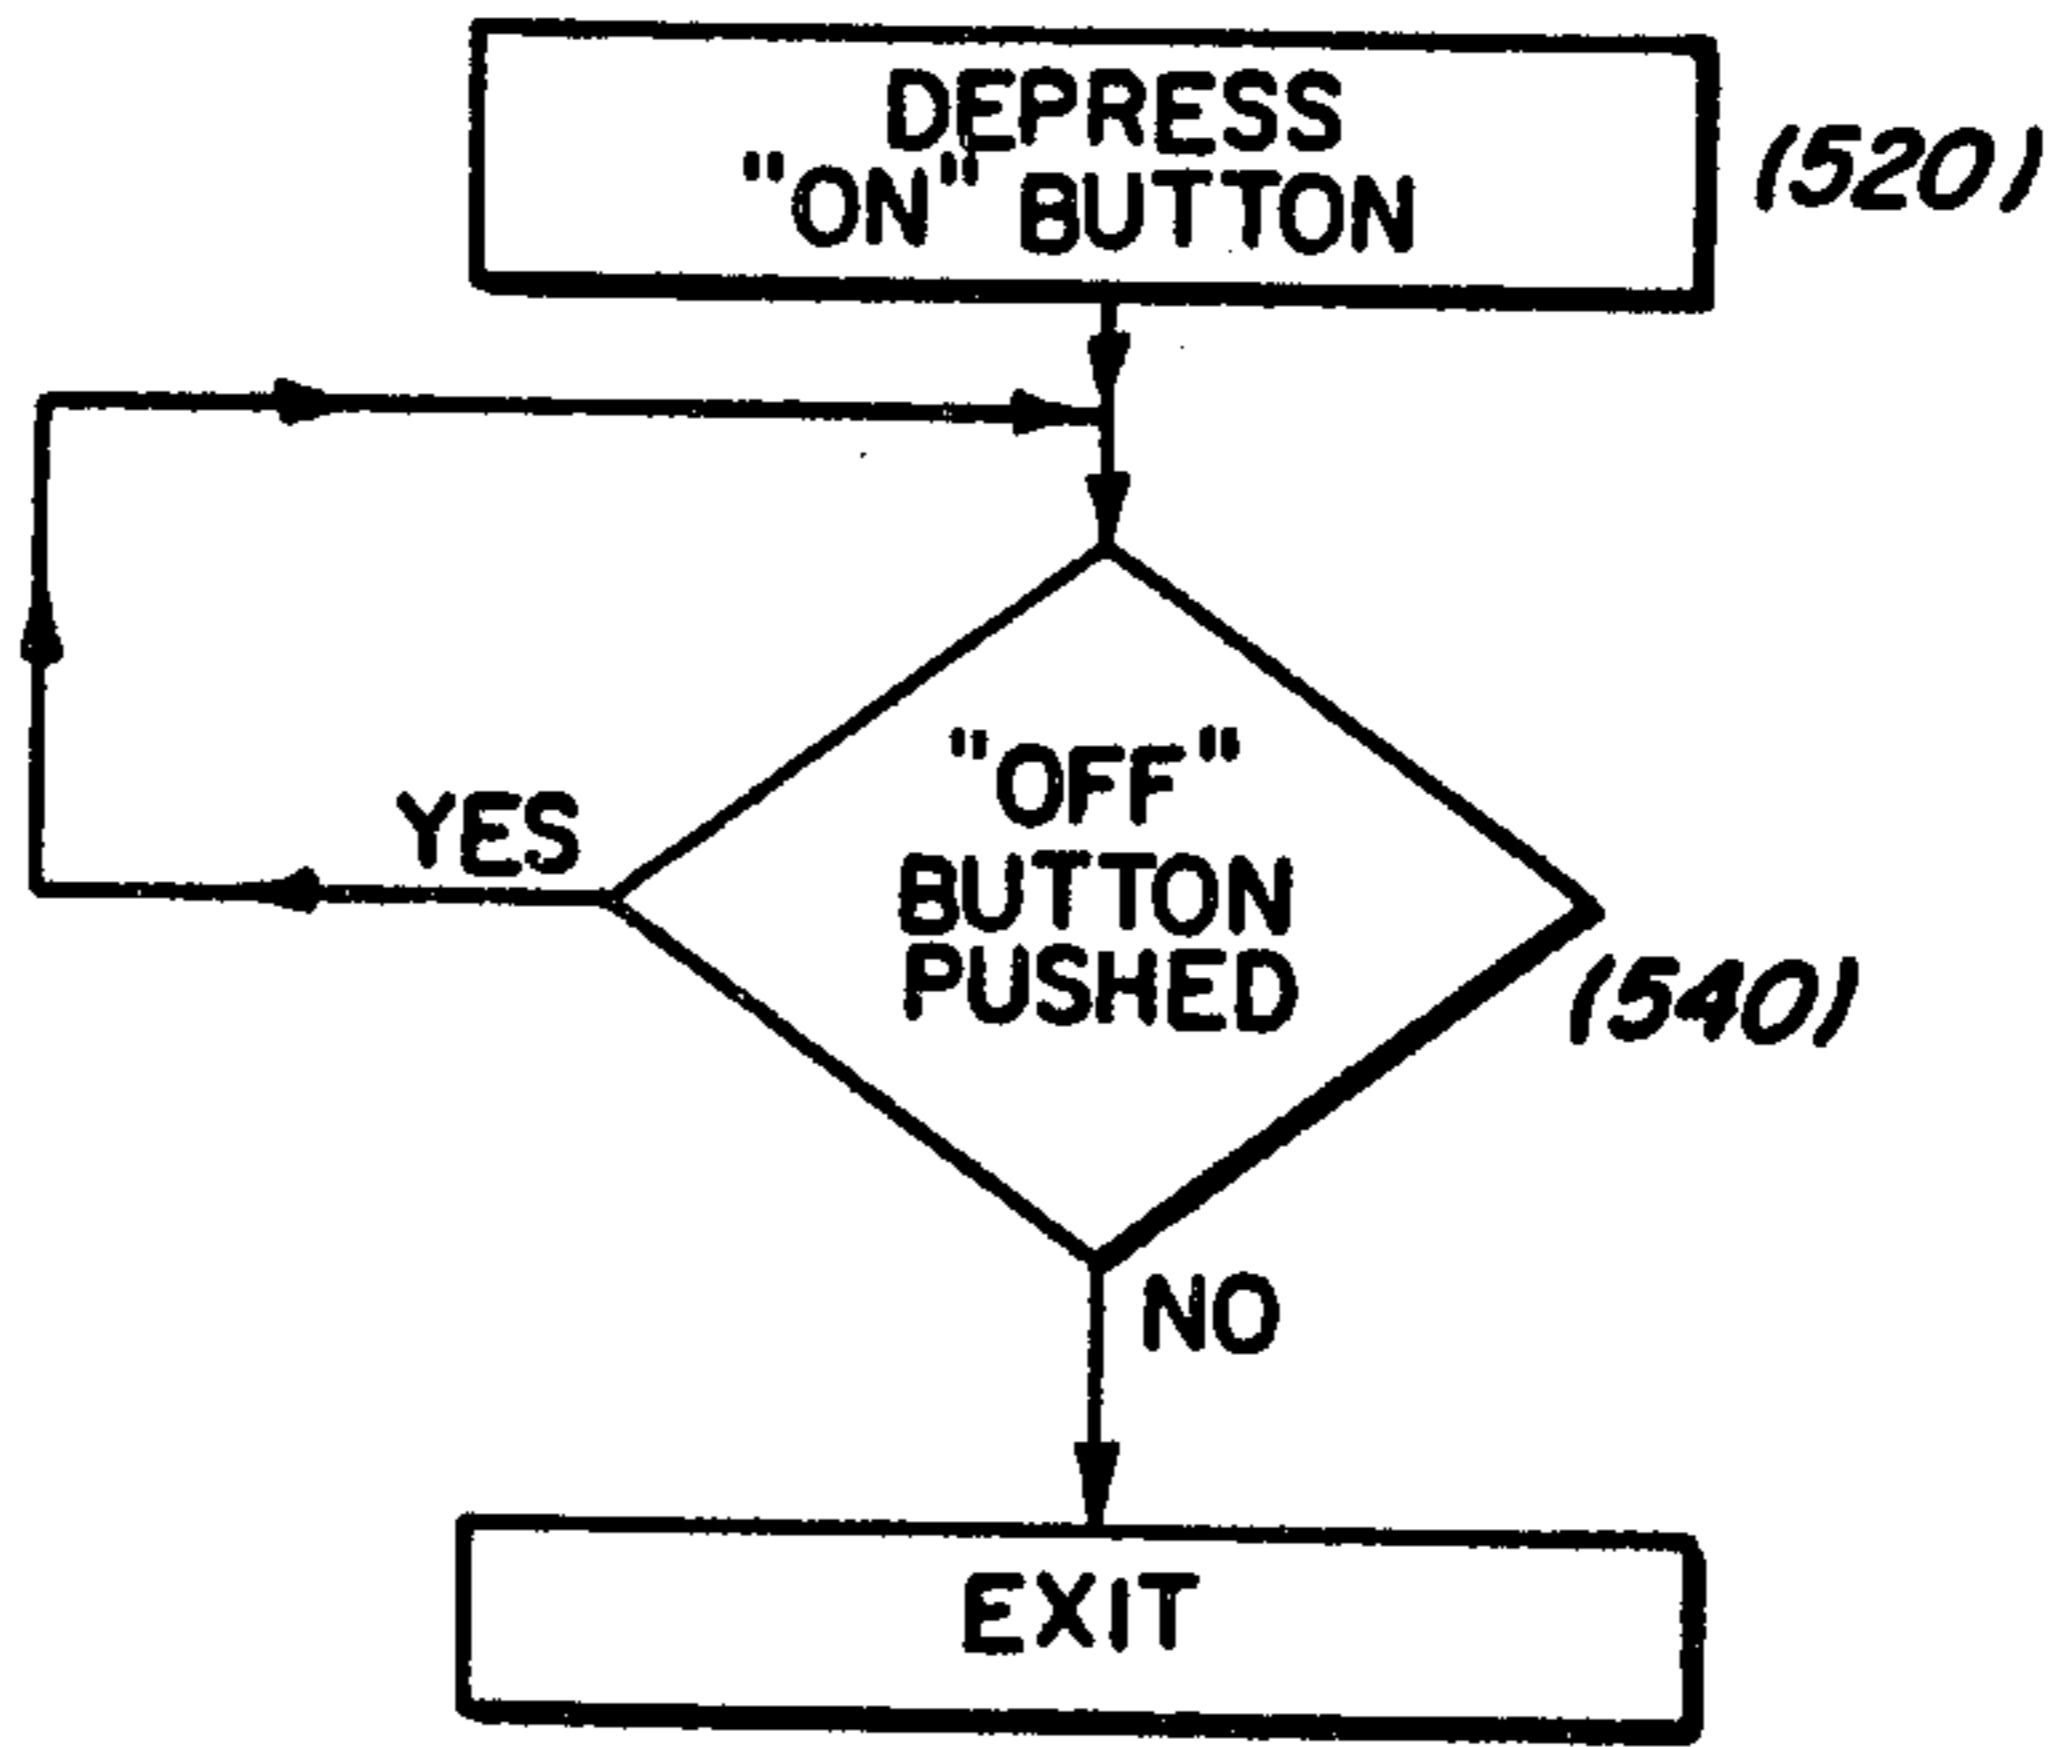 DEPRESS
"ON" BUTTON
(520)
"OFF"
BUTTON
PUSHED
YES
(540)
NO
EXIT